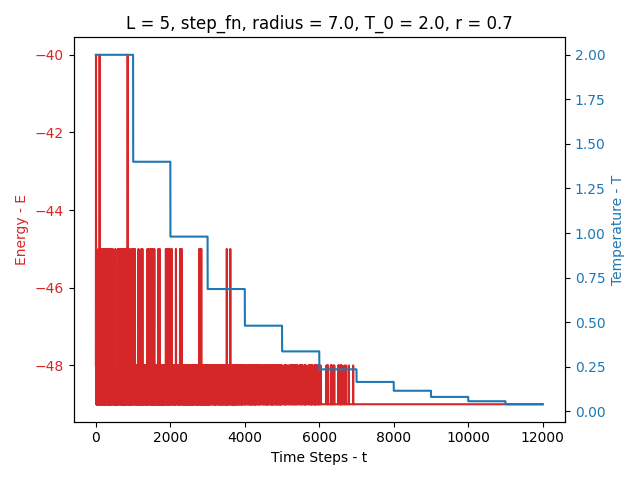 L = 5, step_fn, radius = 7.0, T_0 = 2.0, r = 0.7
−40
−42
−44
−46
−48
Energy - E
2.00
1.75
1.50
1.25
1.00
0.75
0.50
0.25
0.00
Temperature - T
0 2000 4000 6000 8000 10000 12000
Time Steps - t